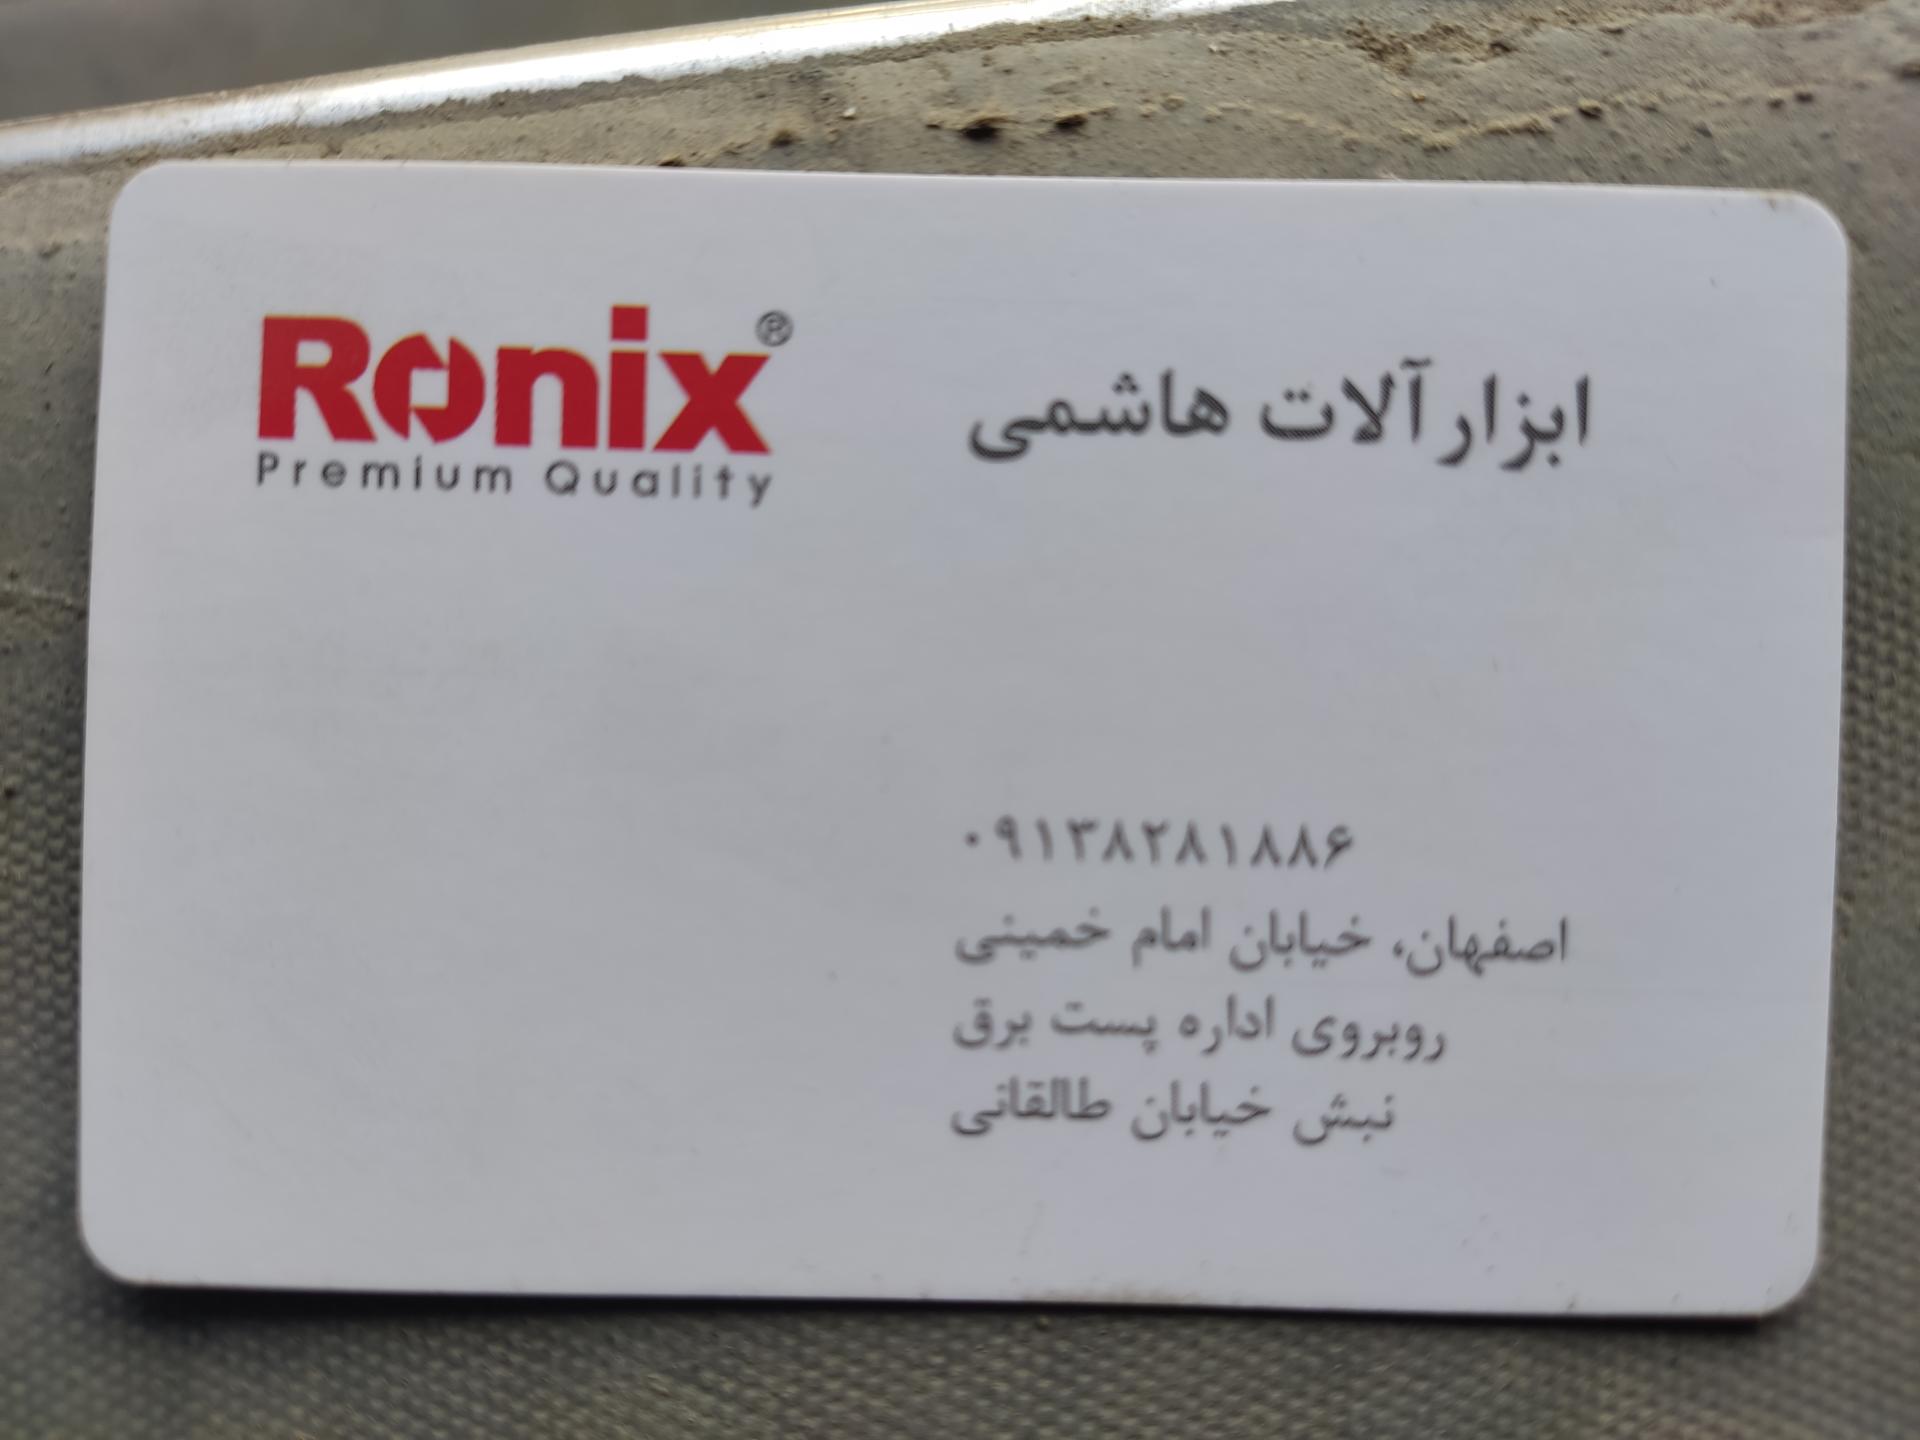 Ronix®
Premium Quality
ابزارآلات هاشمی
۰۹۱۳۸۲۸۱۸۸۶
اصفهان، خیابان امام خمینی
روبروی اداره پست برق
نبش خیابان طالقانی